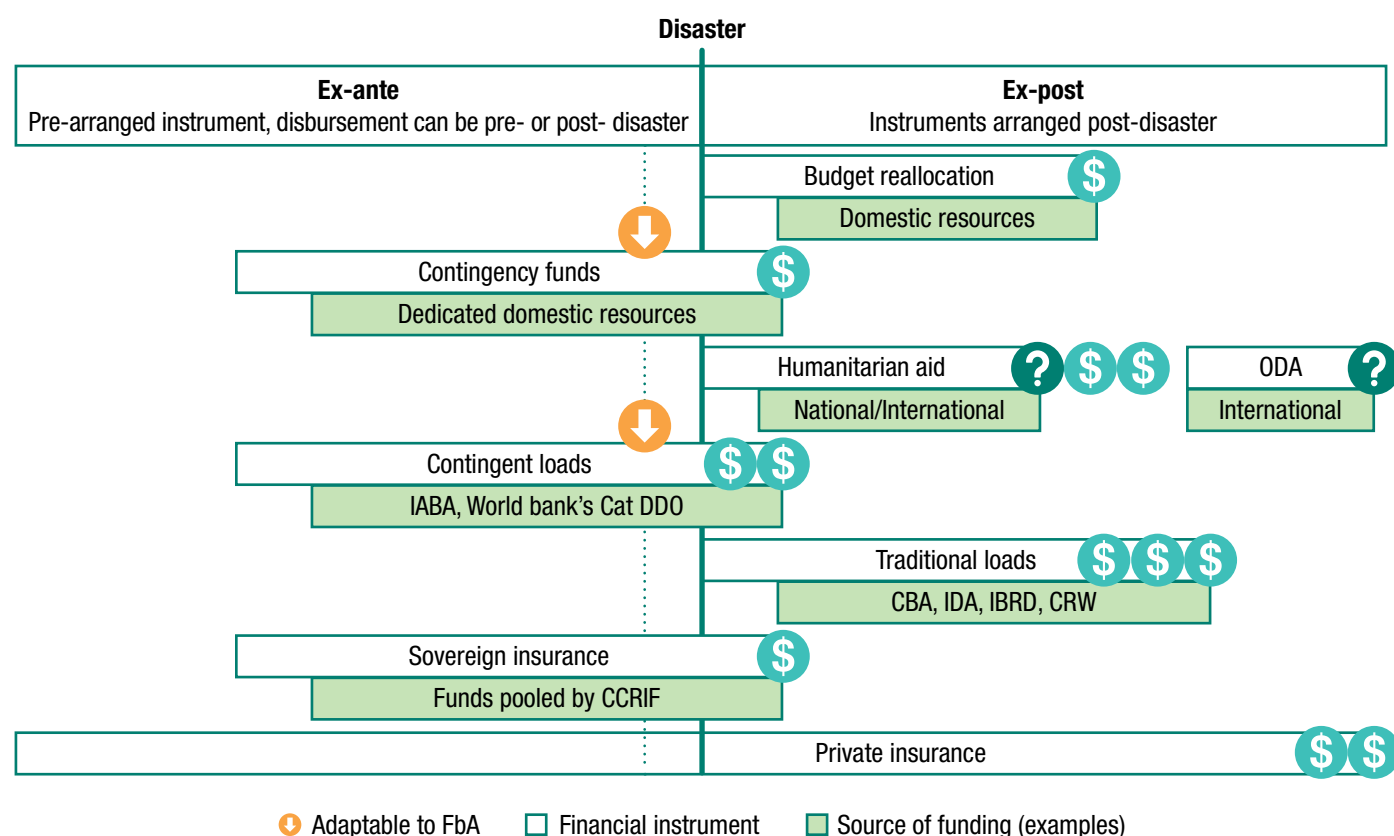 Disaster
Ex-ante
Pre-arranged instrument, disbursement can be pre- or post- disaster
Ex-post
Instruments arranged post-disaster
Budget reallocation
$
Domestic resources
Contingency funds
$
Dedicated domestic resources
Humanitarian aid
? $ $
National/International
ODA
?
International
Contingent loads
$ $
IABA, World bank's Cat DDO
Traditional loads
$ $ $
CBA, IDA, IBRD, CRW
Sovereign insurance
$
Funds pooled by CCRIF
Private insurance
$ $
Adaptable to FbA
Financial instrument
Source of funding (examples)